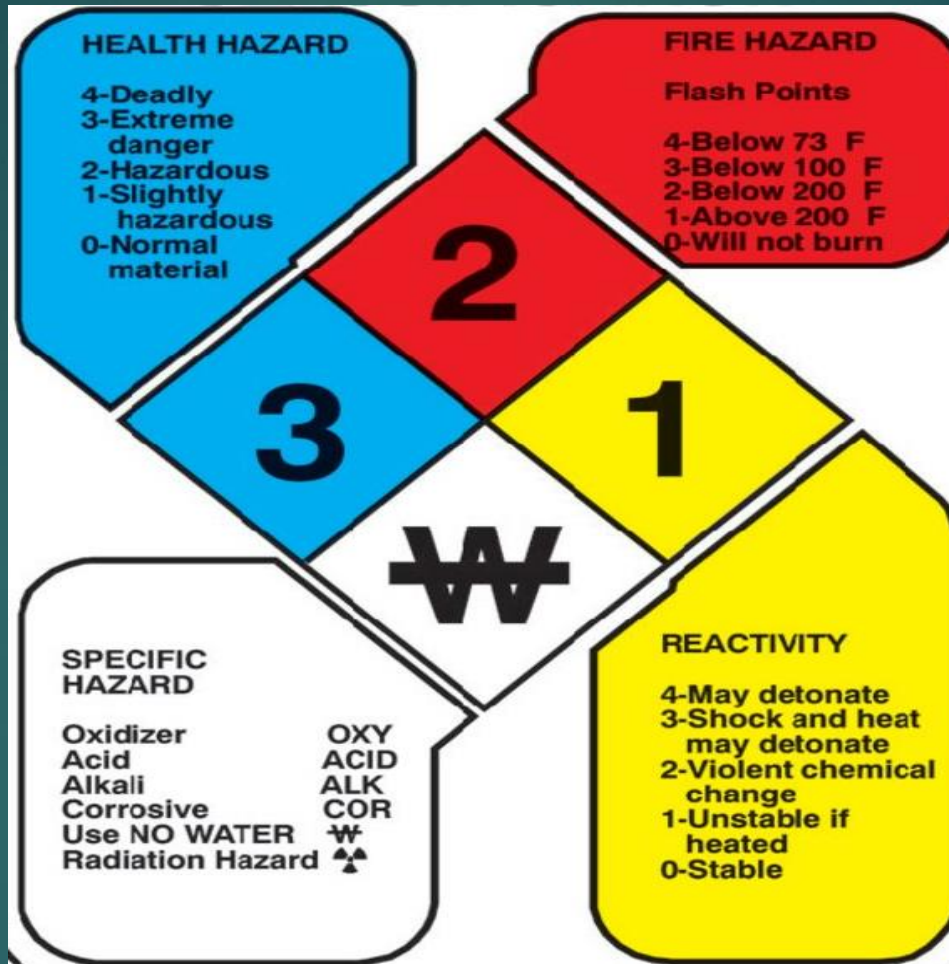 HEALTH HAZARD
4-Deadly
3-Extreme
danger
2-Hazardous
1-Slightly
hazardous
0-Normal
material
FIRE HAZARD
Flash Points
4-Below 73 F
3-Below 100 F
2-Below 200 F
1-Above 200 F
0-Will not burn
2
3
1
W
SPECIFIC
HAZARD
Oxidizer OXY
Acid ACID
Alkali ALK
Corrosive COR
Use NO WATER W
Radiation Hazard ☢
REACTIVITY
4-May detonate
3-Shock and heat
may detonate
2-Violent chemical
change
1-Unstable if
heated
0-Stable